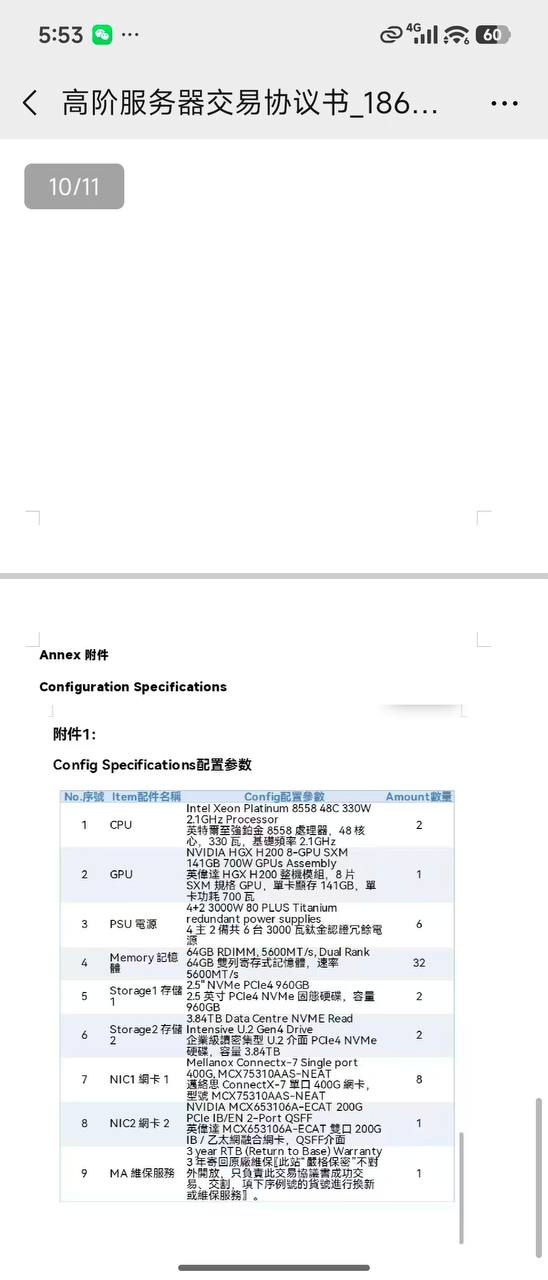 5:53 ... 4G 6 60
高阶服务器交易协议书_186... ...
10/11
Annex 附件
Configuration Specifications
附件1：
Config Specifications配置参数
No.序號 Item配件名稱 Config配置參數 Amount數量
1 CPU Intel Xeon Platinum 8558 48C 330W
2.1GHz Processor
英特爾至強鉑金 8558 處理器，48 核
心，330 瓦，基礎頻率 2.1GHz 2
2 GPU NVIDIA HGX H200 8-GPU SXM
141GB 700W GPUs Assembly
英偉達 HGX H200 整機模組，8 片
SXM 規格 GPU，單卡顯存 141GB，單
卡功耗 700 瓦 1
3 PSU 電源 4+2 3000W 80 PLUS Titanium
redundant power supplies
4 主 2 備共 6 台 3000 瓦鈦金認證冗餘電
源 6
4 Memory 記憶
體 64GB RDIMM, 5600MT/s, Dual Rank
64GB 雙列寄存式記憶體，速率
5600MT/s 32
5 Storage1 存儲
1 2.5" NVMe PCIe4 960GB
2.5 英寸 PCIe4 NVMe 固態硬碟，容量
960GB 2
6 Storage2 存儲
2 3.84TB Data Centre NVME Read
Intensive U.2 Gen4 Drive
企業級讀密集型 U.2 介面 PCIe4 NVMe
硬碟，容量 3.84TB 2
7 NIC1 網卡 1 Mellanox Connectx-7 Single port
400G, MCX75310AAS-NEAT
邁絡思 ConnectX-7 單口 400G 網卡，
型號 MCX75310AAS-NEAT 8
8 NIC2 網卡 2 NVIDIA MCX653106A-ECAT 200G
PCIe IB/EN 2-Port QSFF
英偉達 MCX653106A-ECAT 雙口 200G
IB / 乙太網融合網卡，QSFF介面 1
9 MA 維保服務 3 year RTB (Return to Base) Warranty
3 年寄回原廠維保〖此站"嚴格保密"不對
外開放，只負責此交易協議書成功交
易、交割，項下序例號的貨號進行換新
或維保服務〗。 1